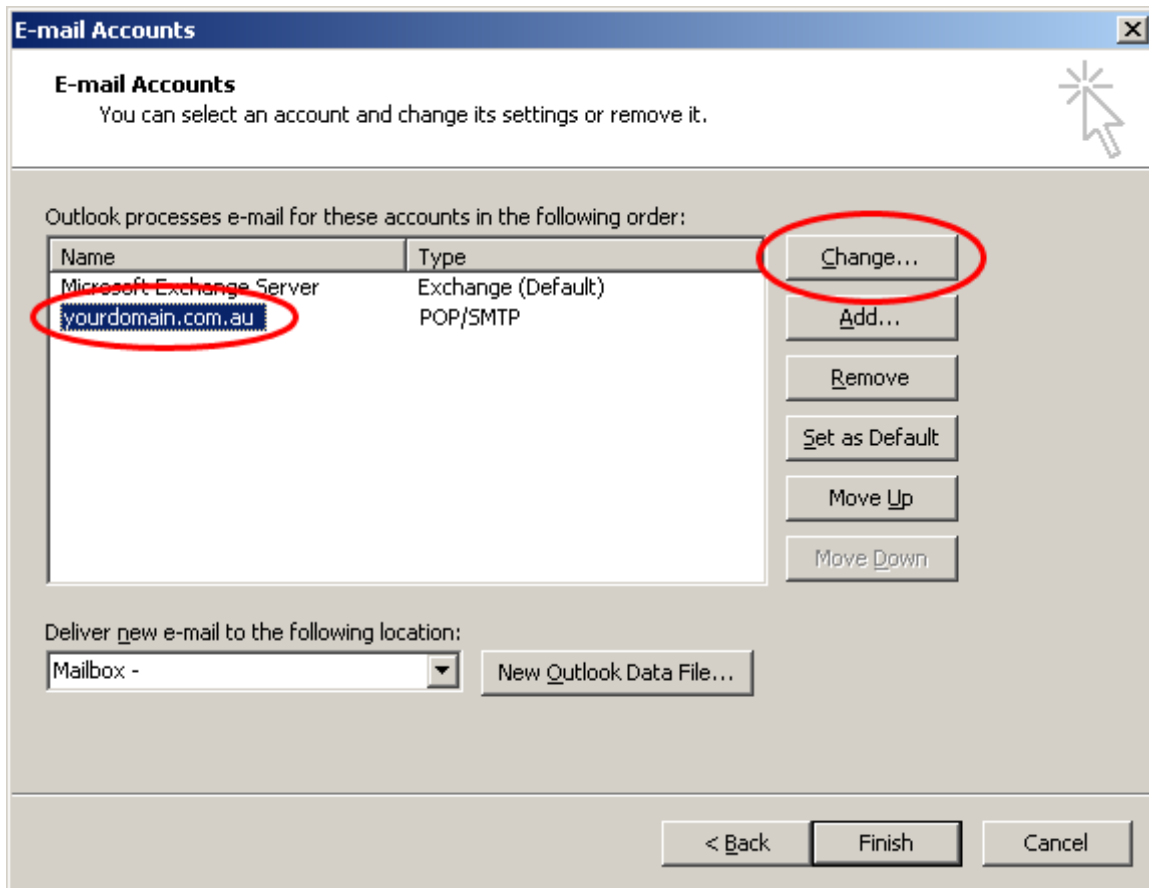 E-mail Accounts
E-mail Accounts
You can select an account and change its settings or remove it.
Outlook processes e-mail for these accounts in the following order:
Name Type
Microsoft Exchange Server Exchange (Default)
yourdomain.com.au POP/SMTP
Change...
Add...
Remove
Set as Default
Move Up
Move Down
Deliver new e-mail to the following location:
Mailbox - New Outlook Data File...
< Back Finish Cancel